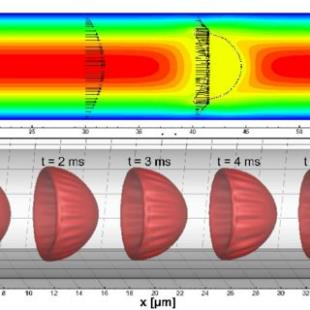 25 30 35 40 45 50
t = 2 ms t = 3 ms t = 4 ms t
8 10 12 14 16 18 20 22 24 26 28 30 32
x [µm]